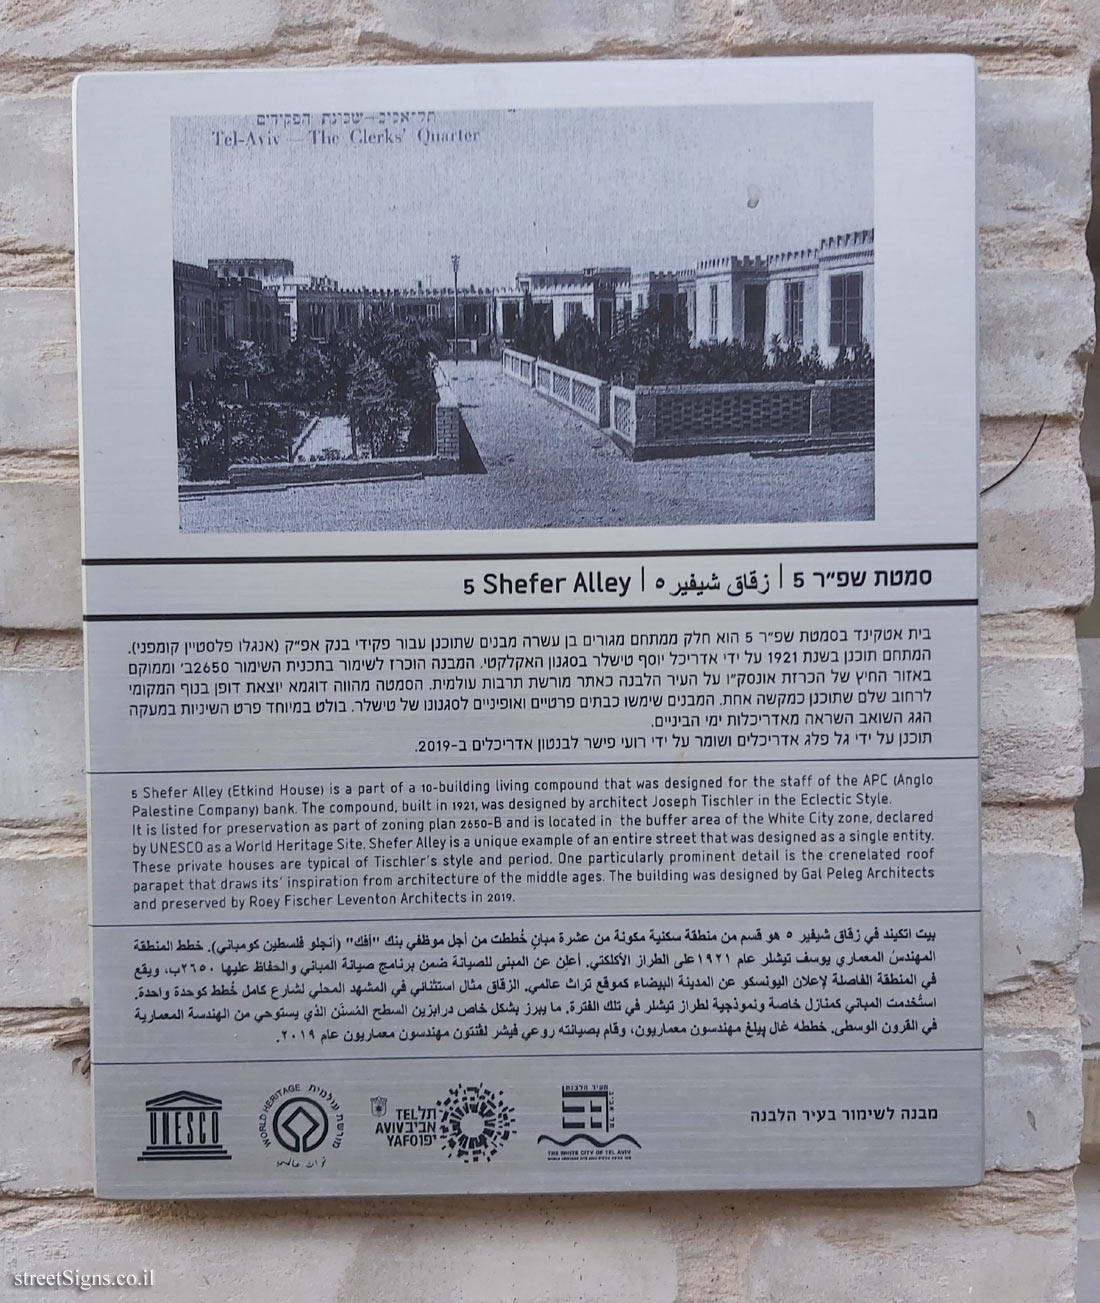 תל-אביב–שכונת הפקידים
Tel-Aviv — The Clerks' Quarter
סמטת שפ״ר 5 | زقاق شيفير ٥ | 5 Shefer Alley
בית אטקינד בסמטת שפ״ר 5 הוא חלק ממתחם מגורים בן עשרה מבנים שתוכנן עבור פקידי בנק אפ״ק (אנגלו פלסטיין קומפני).
המתחם תוכנן בשנת 1921 על ידי אדריכל יוסף טישלר בסגנון האקלקטי. המבנה הוכרז לשימור בתכנית השימור 2650ב׳ וממוקם
באזור החיץ של הכרזת אונסק״ו על העיר הלבנה כאתר מורשת תרבות עולמית. הסמטה מהווה דוגמא יוצאת דופן בנוף המקומי
לרחוב שלם שתוכנן כמקשה אחת. המבנים שימשו כבתים פרטיים ואופיניים לסגנונו של טישלר. בולט במיוחד פרט השיניות במעקה
הגג השואב השראה מאדריכלות ימי הביניים.
תוכנן על ידי גל פלג אדריכלים ושומר על ידי רועי פישר לבנטון אדריכלים ב-2019.
5 Shefer Alley (Etkind House) is a part of a 10-building living compound that was designed for the staff of the APC (Anglo
Palestine Company) bank. The compound, built in 1921, was designed by architect Joseph Tischler in the Eclectic Style.
It is listed for preservation as part of zoning plan 2650-B and is located in the buffer area of the White City zone, declared
by UNESCO as a World Heritage Site. Shefer Alley is a unique example of an entire street that was designed as a single entity.
These private houses are typical of Tischler's style and period. One particularly prominent detail is the crenelated roof
parapet that draws its' inspiration from architecture of the middle ages. The building was designed by Gal Peleg Architects
and preserved by Roey Fischer Leventon Architects in 2019.
بيت اتكيند في زقاق شيفير ٥ هو قسم من منطقة سكنية مكونة من عشرة مبانٍ خُططت من أجل موظفي بنك "أفك" (أنجلو فلسطين كومباني). خطط المنطقة
المهندسُ المعماري يوسف تيشلر عام ١٩٢١على الطراز الأكلكتي. أعلِن عن المبنى للصيانة ضمن برنامج صيانة المباني والحفاظ عليها ٢٦٥٠ب، ويقع
في المنطقة الفاصلة لإعلان اليونسكو عن المدينة البيضاء كموقع تراث عالمي. الزقاق مثال استثنائي في المشهد المحلي لشارع كامل خُطط كوحدة واحدة.
استُخدمت المباني كمنازل خاصة ونموذجية لطراز تيشلر في تلك الفترة. ما يبرز بشكل خاص درابزين السطح المُسنّن الذي يستوحي من الهندسة المعمارية
في القرون الوسطى. خططه غال پيلغ مهندسون معماريون، وقام بصيانته روعي فيشر لڤنتون مهندسون معماريون عام ٢٠١٩.
UNESCO
WORLD HERITAGE
מורשת עולמית
תל
אביב
יפו
TEL
AVIV
YAFO
העיר הלבנה
תל אביב
THE WHITE CITY OF TEL AVIV
מבנה לשימור בעיר הלבנה
streetSigns.co.il